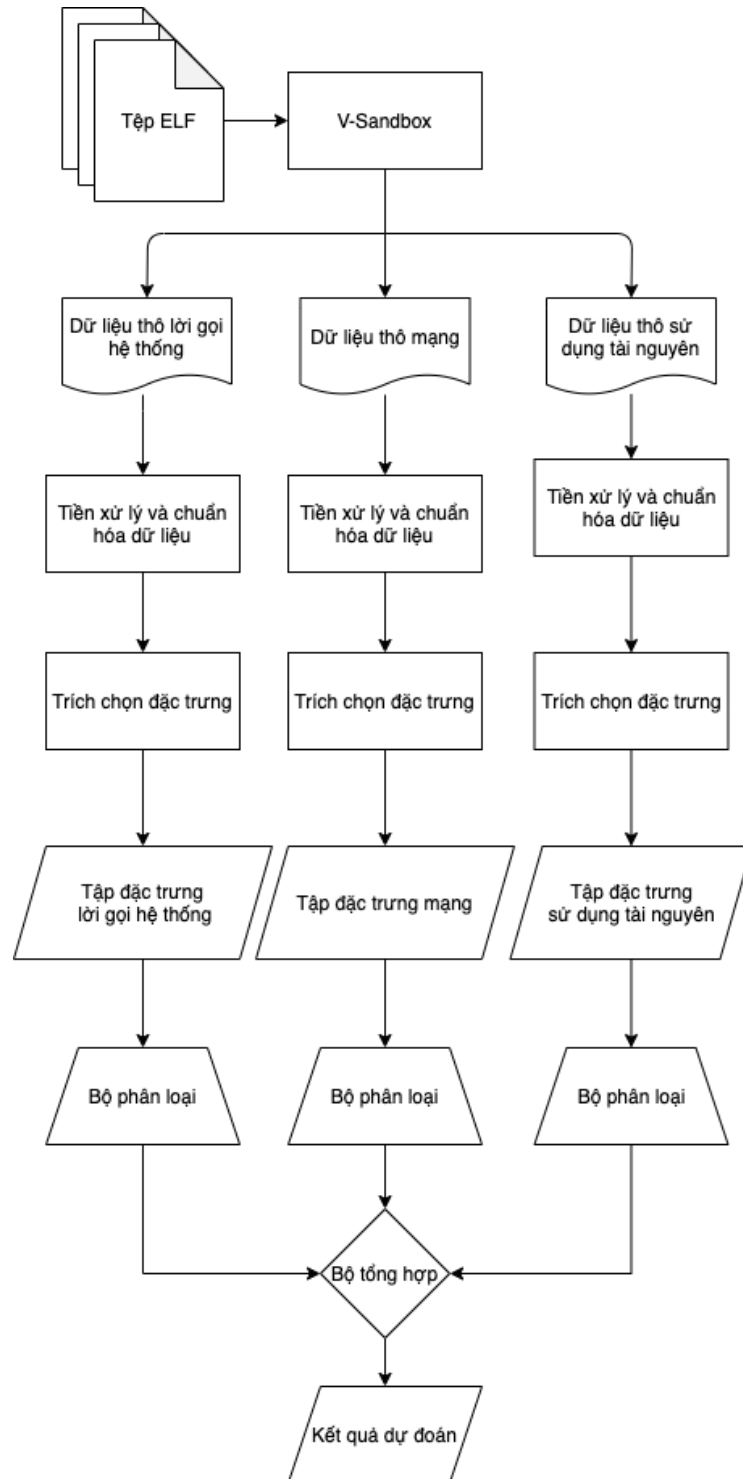 Tệp ELF
V-Sandbox
Dữ liệu thô lời gọi
hệ thống
Dữ liệu thô mạng
Dữ liệu thô sử
dụng tài nguyên
Tiền xử lý và chuẩn
hóa dữ liệu
Tiền xử lý và chuẩn
hóa dữ liệu
Tiền xử lý và chuẩn
hóa dữ liệu
Trích chọn đặc trưng
Trích chọn đặc trưng
Trích chọn đặc trưng
Tập đặc trưng
lời gọi hệ thống
Tập đặc trưng mạng
Tập đặc trưng
sử dụng tài nguyên
Bộ phân loại
Bộ phân loại
Bộ phân loại
Bộ tổng hợp
Kết quả dự đoán